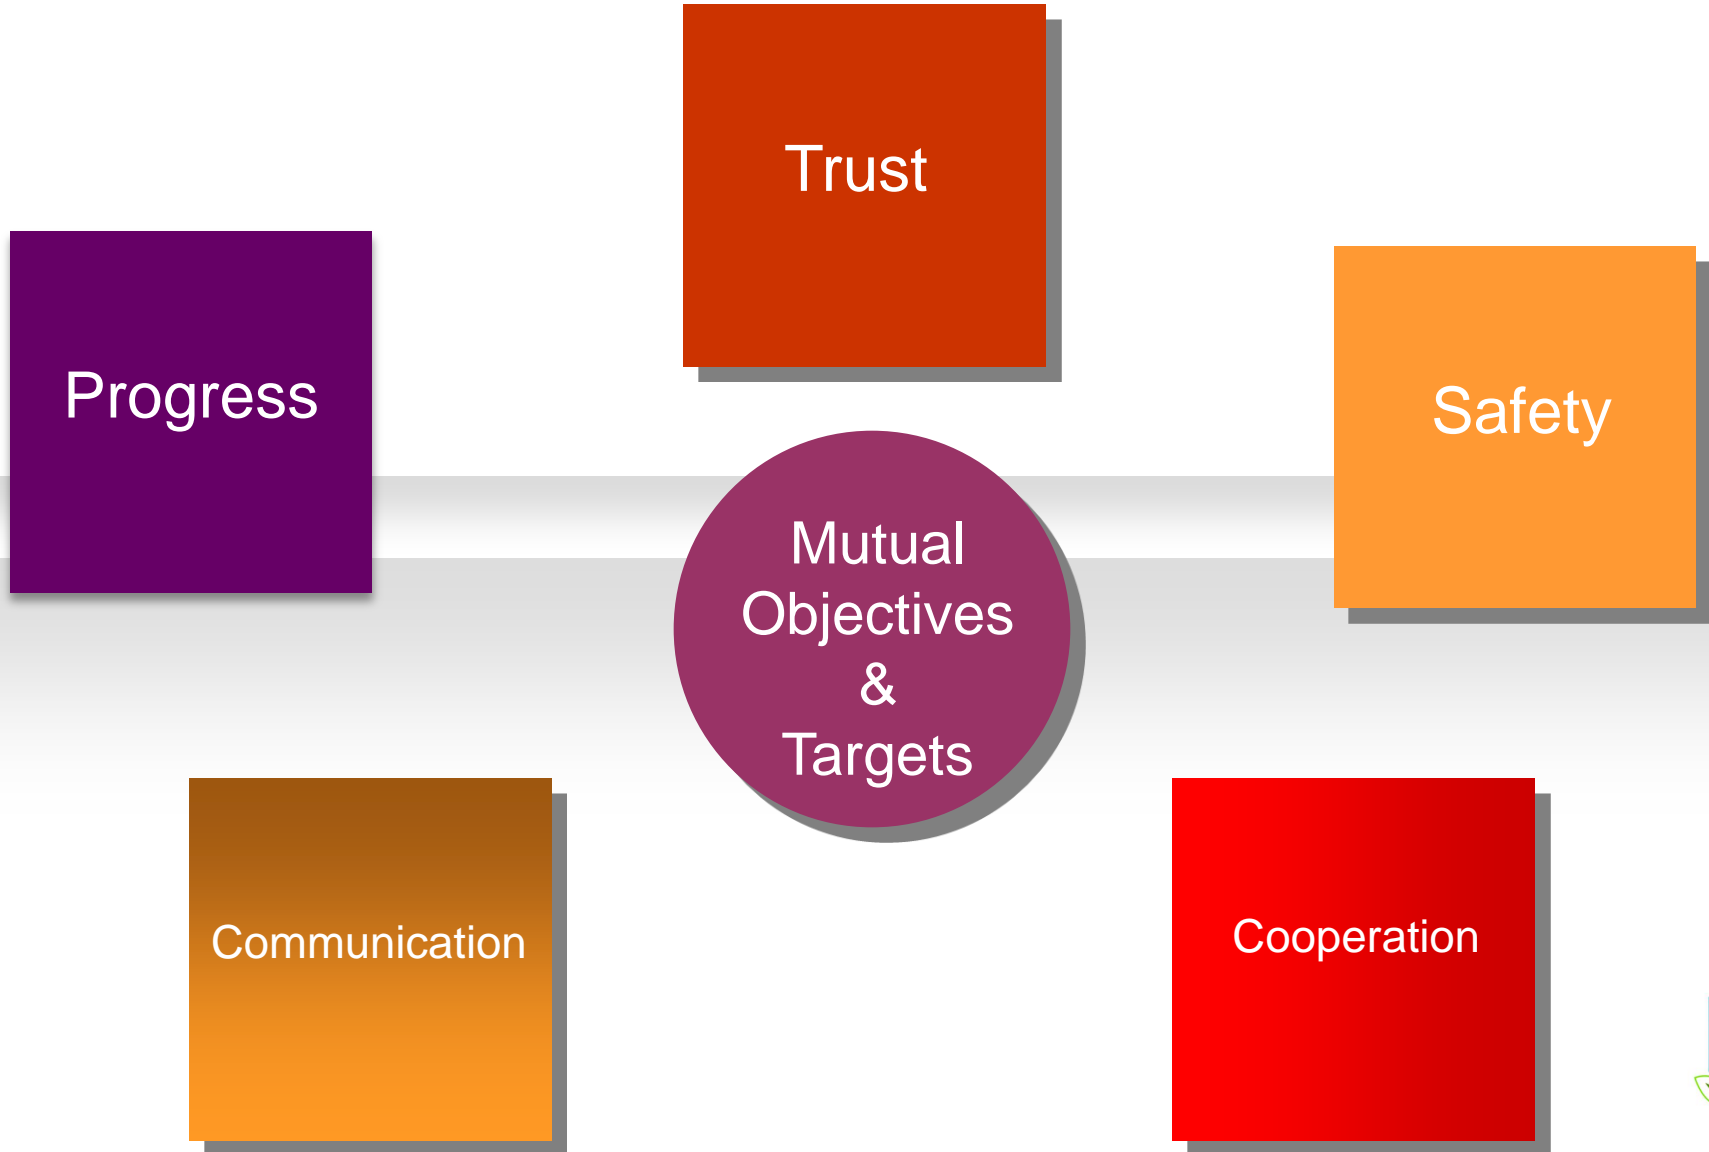 Trust
Progress
Safety
Mutual
Objectives
&
Targets
Communication
Cooperation